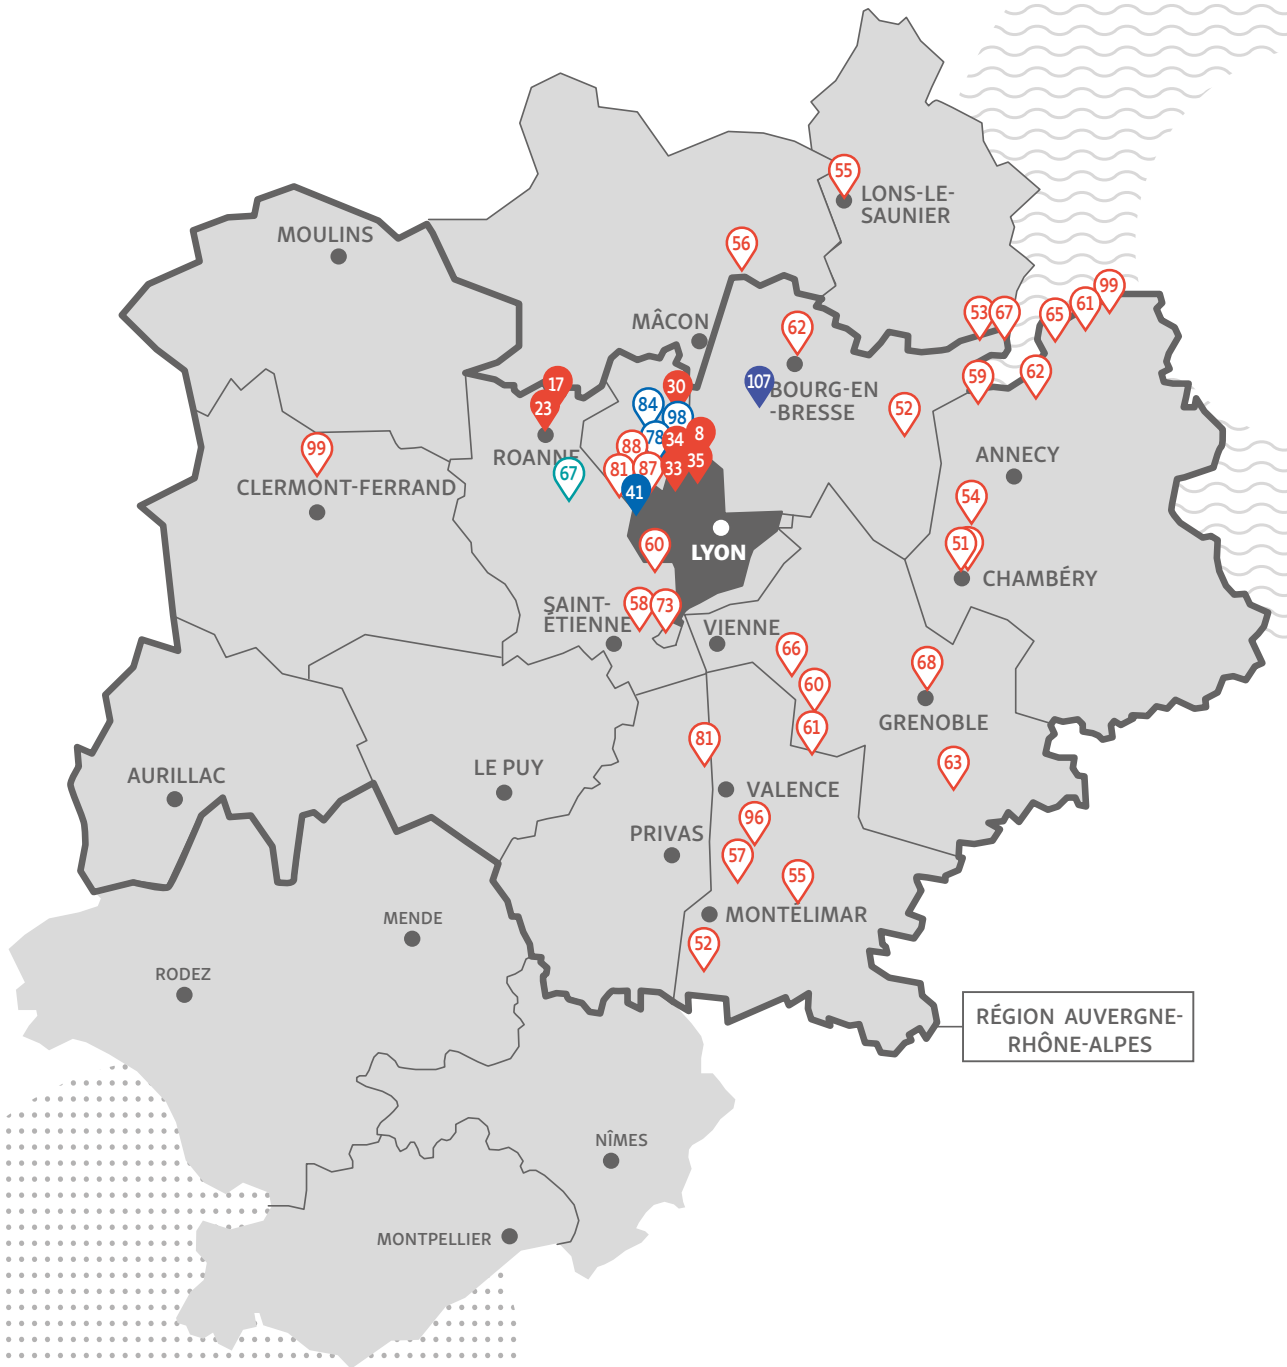 55
LONS-LE-
SAUNIER
MOULINS
56
99
61
65
53
67
MÂCON
62
59
62
17
30
107
BOURG-EN
-BRESSE
23
84
98
52
78
34
8
88
ROANNE
99
CLERMONT-FERRAND
67
81
87
33
35
41
ANNECY
54
LYON
60
51
CHAMBÉRY
SAINT-
ÉTIENNE
58
73
VIENNE
66
68
60
GRENOBLE
61
81
63
AURILLAC
LE PUY
VALENCE
96
PRIVAS
57
55
MONTÉLIMAR
MENDE
52
RODEZ
RÉGION AUVERGNE-
RHÔNE-ALPES
NÎMES
MONTPELLIER